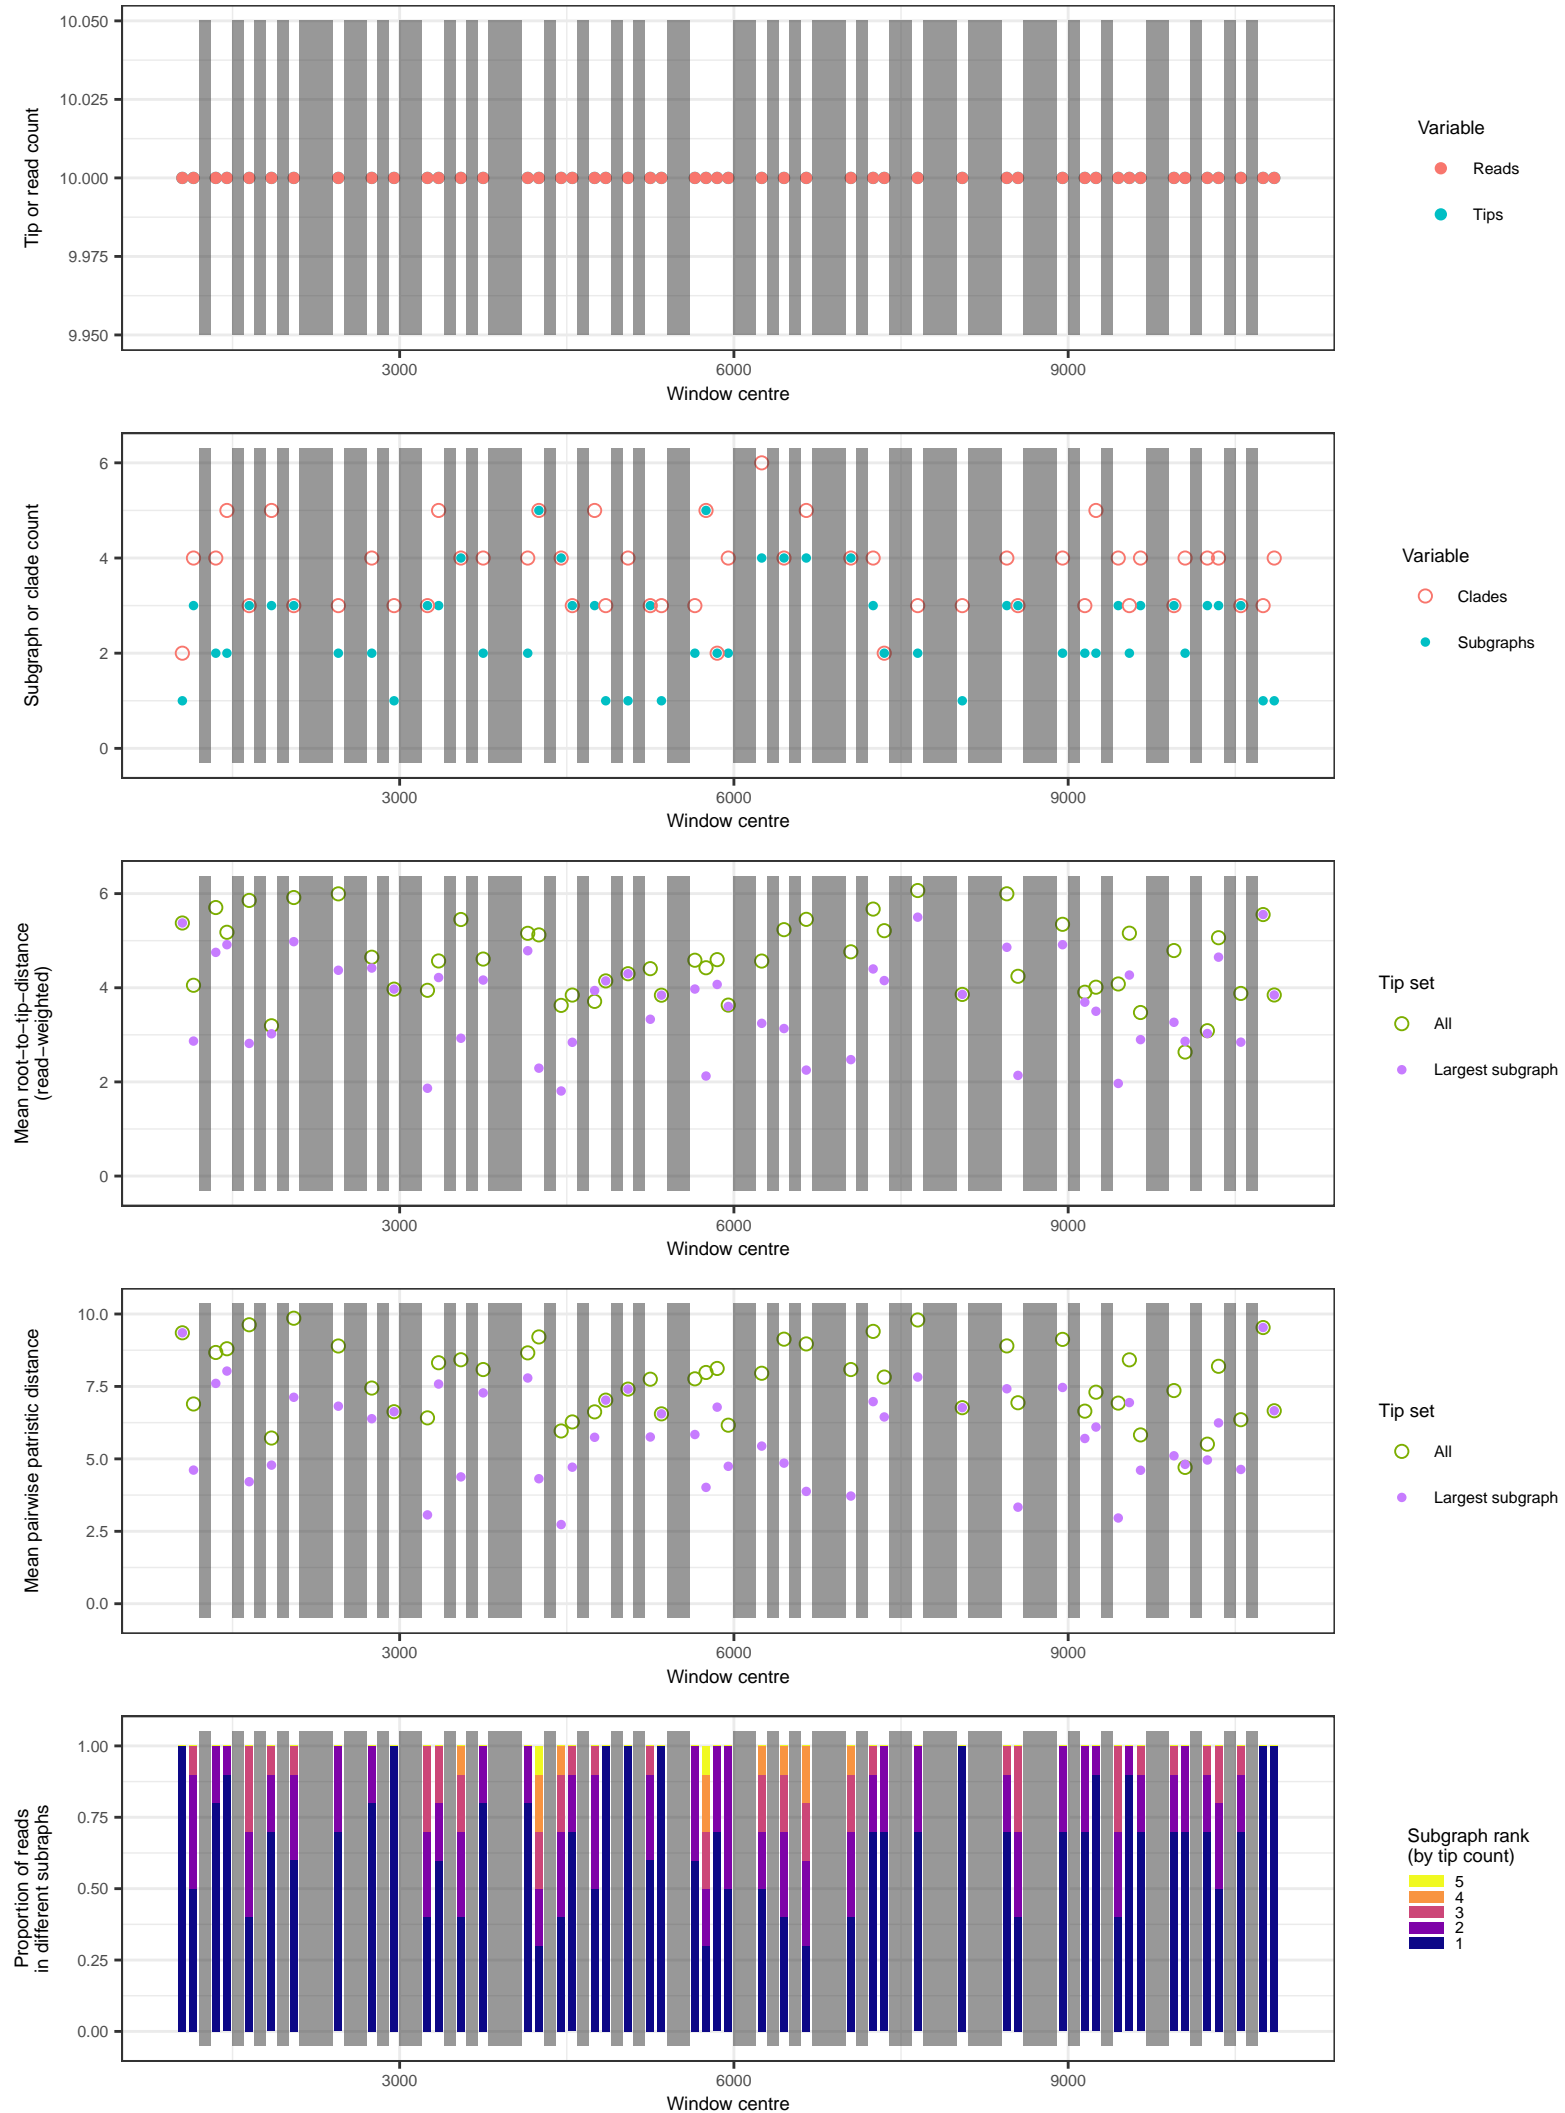 10.050
10.025
10.000
9.975
9.950
Tip or read count
3000
6000
9000
Window centre
Variable
Reads
Tips
6
4
2
0
Subgraph or clade count
3000
6000
9000
Window centre
Variable
Clades
Subgraphs
6
4
2
0
Mean root−to−tip−distance
(read−weighted)
3000
6000
9000
Window centre
Tip set
All
Largest subgraph
10.0
7.5
5.0
2.5
0.0
Mean pairwise patristic distance
3000
6000
9000
Window centre
Tip set
All
Largest subgraph
1.00
0.75
0.50
0.25
0.00
Proportion of reads
in different subraphs
3000
6000
9000
Window centre
Subgraph rank
(by tip count)
5
4
3
2
1